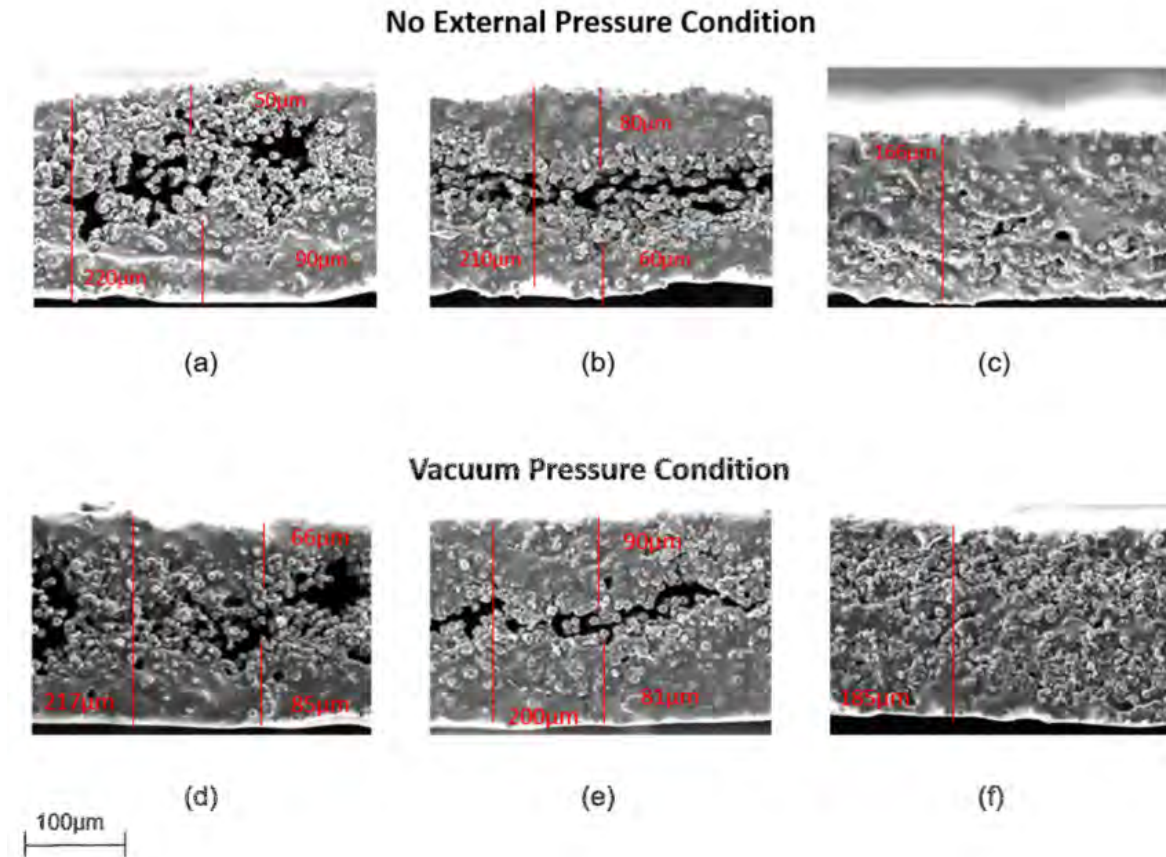 No External Pressure Condition
50µm
90µm
220µm
80µm
210µm
60µm
166µm
(a)
(b)
(c)
Vacuum Pressure Condition
66µm
217µm
85µm
90µm
81µm
200µm
185µm
(d)
(e)
(f)
100µm